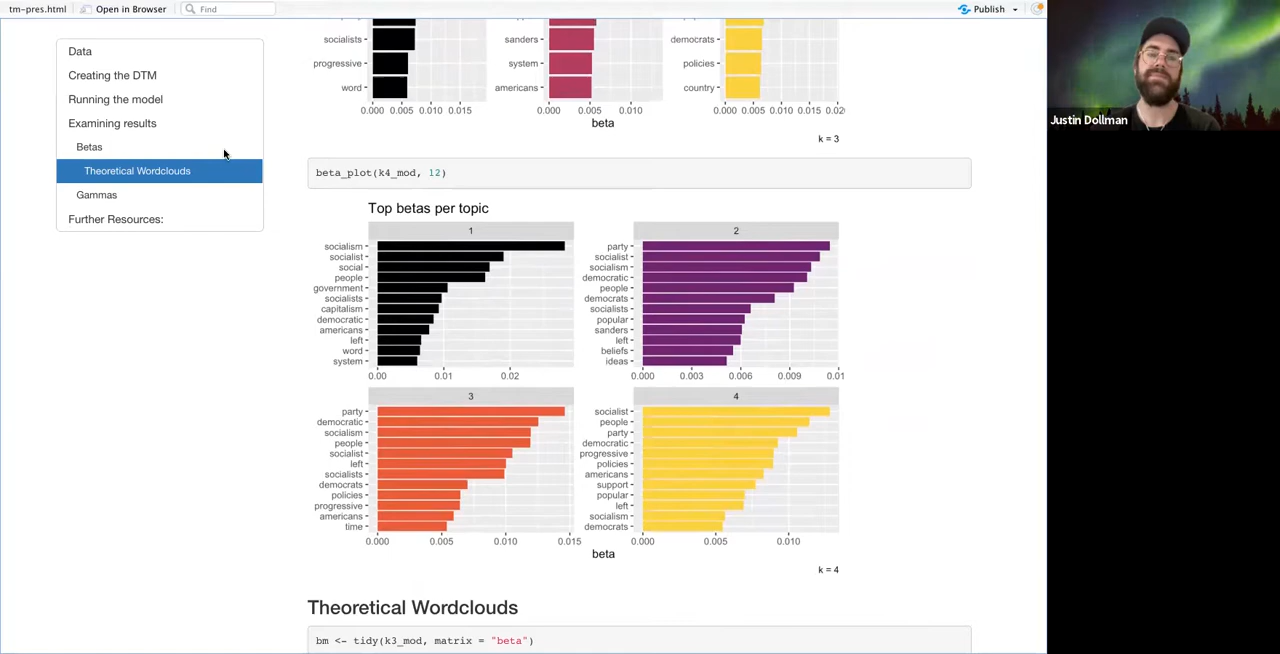 tm-pres.html Open in Browser Find Publish
Data
Creating the DTM
Running the model
Examining results
Betas
Theoretical Wordclouds
Gammas
Further Resources:
socialists
progressive
word
0.000 0.005 0.010 0.015
sanders
system
americans
0.000 0.005 0.010
beta
democrats
policies
country
0.000 0.005 0.010 0.015 0.020
k = 3
beta_plot(k4_mod, 12)
Top betas per topic
1
socialism
socialist
social
people
government
socialists
capitalism
democratic
americans
left
word
system
0.00 0.01 0.02
2
party
socialist
socialism
democratic
people
democrats
socialists
popular
sanders
left
beliefs
ideas
0.000 0.003 0.006 0.009 0.01
3
party
democratic
socialism
people
socialist
left
socialists
democrats
policies
progressive
americans
time
0.000 0.005 0.010 0.015
4
socialist
people
party
democratic
progressive
policies
americans
support
popular
left
socialism
democrats
0.000 0.005 0.010
beta
k = 4
Theoretical Wordclouds
bm <- tidy(k3_mod, matrix = "beta")
Justin Dollman